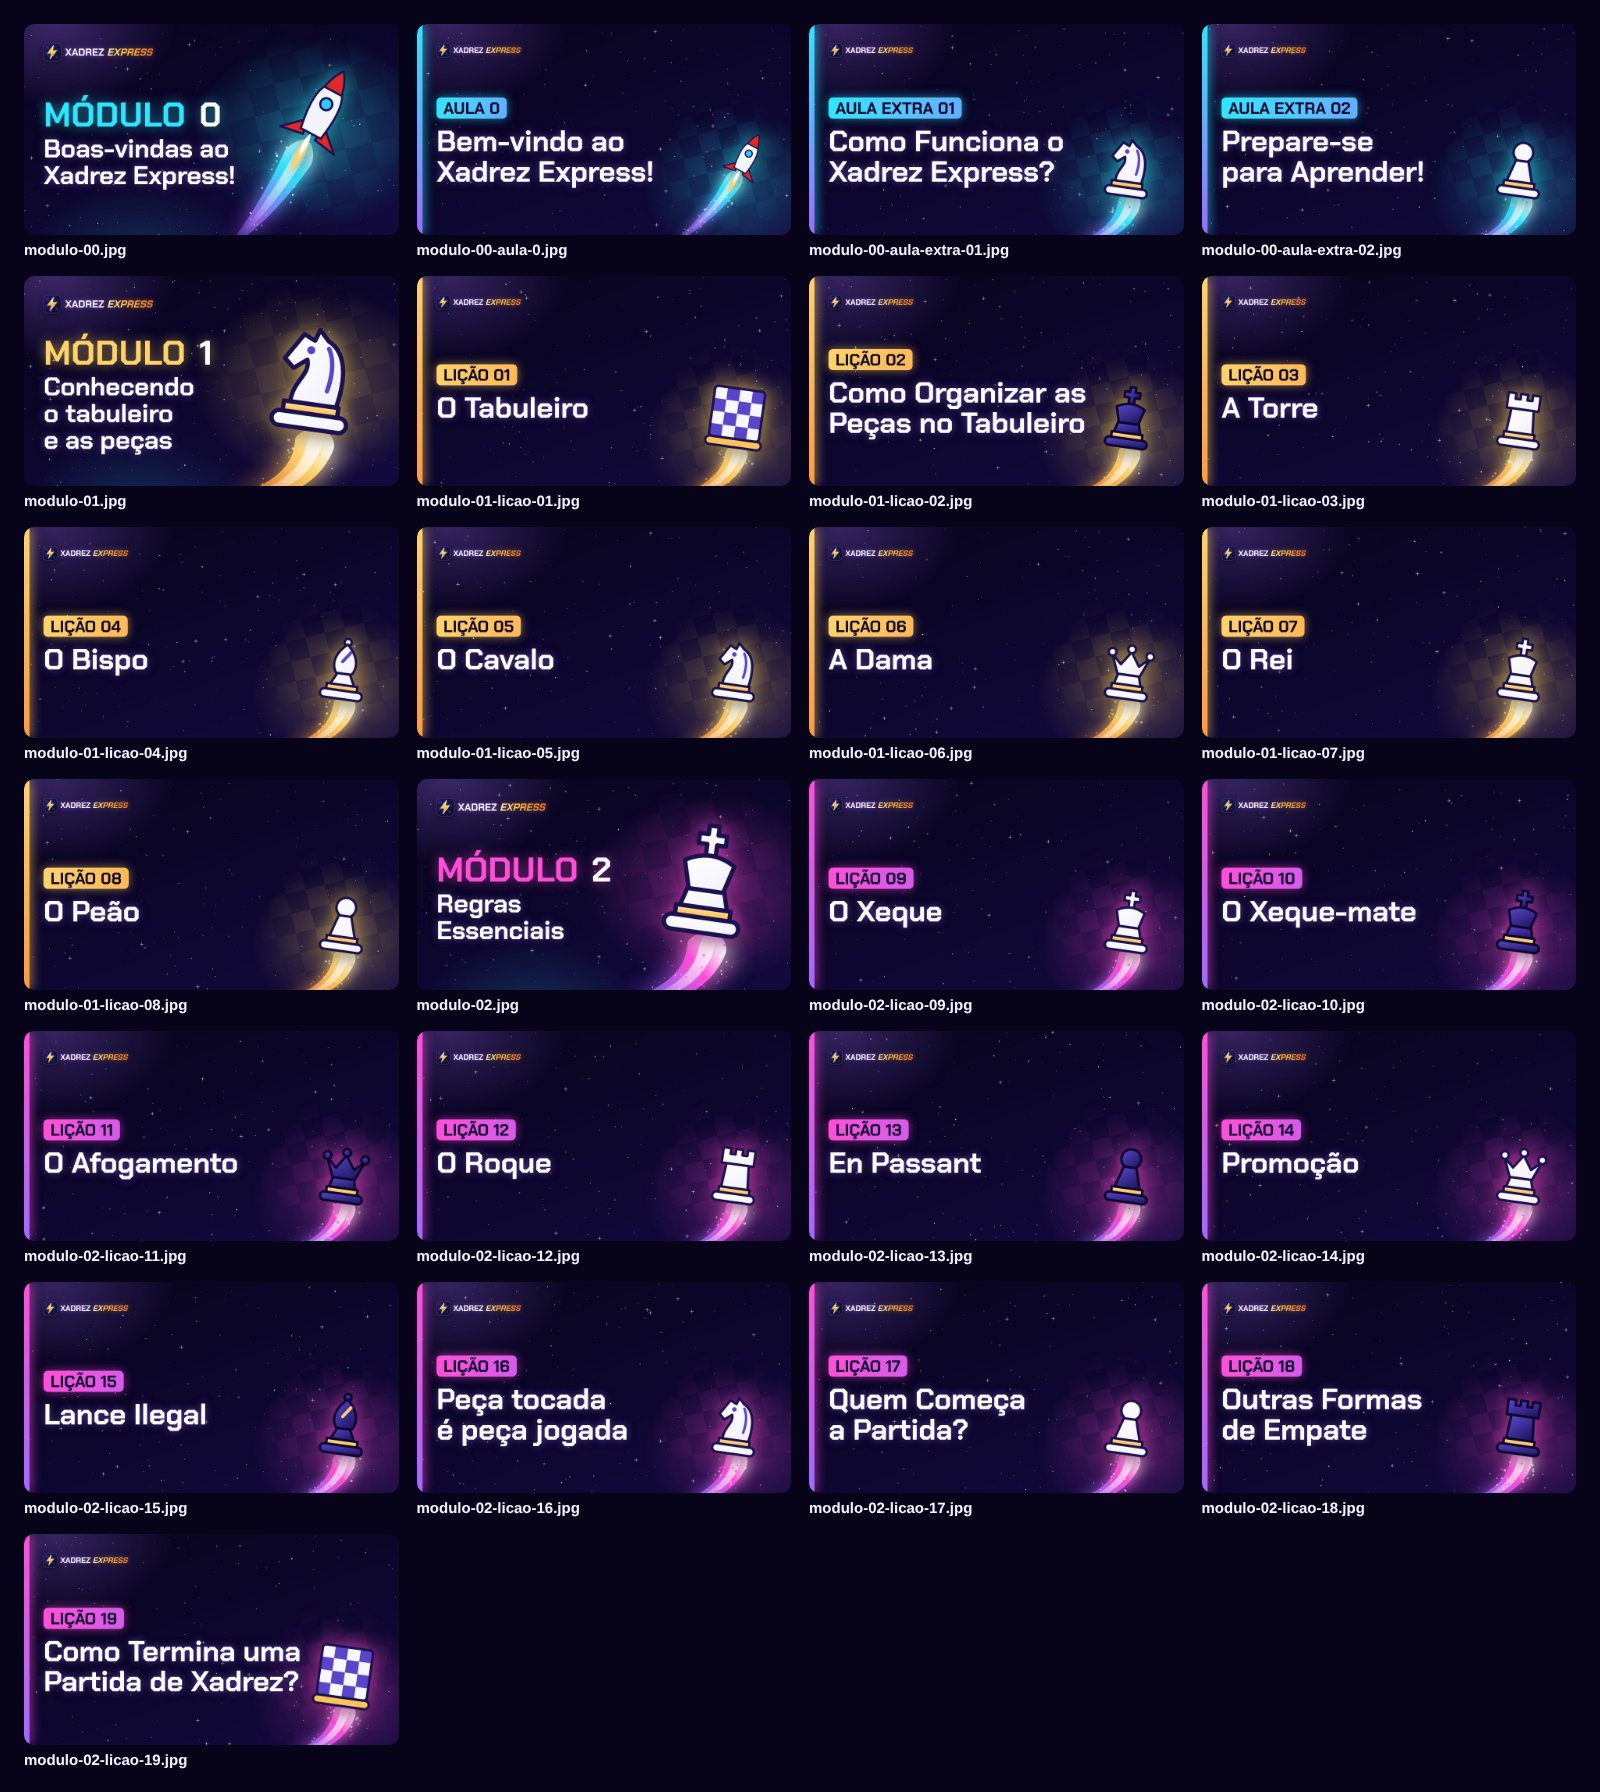 XADREZ EXPRESS
MÓDULO 0
Boas-vindas ao
Xadrez Express!
modulo-00.jpg
XADREZ EXPRESS
AULA 0
Bem-vindo ao
Xadrez Express!
modulo-00-aula-0.jpg
XADREZ EXPRESS
AULA EXTRA 01
Como Funciona o
Xadrez Express?
modulo-00-aula-extra-01.jpg
XADREZ EXPRESS
AULA EXTRA 02
Prepare-se
para Aprender!
modulo-00-aula-extra-02.jpg
XADREZ EXPRESS
MÓDULO 1
Conhecendo
o tabuleiro
e as peças
modulo-01.jpg
XADREZ EXPRESS
LIÇÃO 01
O Tabuleiro
modulo-01-licao-01.jpg
XADREZ EXPRESS
LIÇÃO 02
Como Organizar as
Peças no Tabuleiro
modulo-01-licao-02.jpg
XADREZ EXPRESS
LIÇÃO 03
A Torre
modulo-01-licao-03.jpg
XADREZ EXPRESS
LIÇÃO 04
O Bispo
modulo-01-licao-04.jpg
XADREZ EXPRESS
LIÇÃO 05
O Cavalo
modulo-01-licao-05.jpg
XADREZ EXPRESS
LIÇÃO 06
A Dama
modulo-01-licao-06.jpg
XADREZ EXPRESS
LIÇÃO 07
O Rei
modulo-01-licao-07.jpg
XADREZ EXPRESS
LIÇÃO 08
O Peão
modulo-01-licao-08.jpg
XADREZ EXPRESS
MÓDULO 2
Regras
Essenciais
modulo-02.jpg
XADREZ EXPRESS
LIÇÃO 09
O Xeque
modulo-02-licao-09.jpg
XADREZ EXPRESS
LIÇÃO 10
O Xeque-mate
modulo-02-licao-10.jpg
XADREZ EXPRESS
LIÇÃO 11
O Afogamento
modulo-02-licao-11.jpg
XADREZ EXPRESS
LIÇÃO 12
O Roque
modulo-02-licao-12.jpg
XADREZ EXPRESS
LIÇÃO 13
En Passant
modulo-02-licao-13.jpg
XADREZ EXPRESS
LIÇÃO 14
Promoção
modulo-02-licao-14.jpg
XADREZ EXPRESS
LIÇÃO 15
Lance Ilegal
modulo-02-licao-15.jpg
XADREZ EXPRESS
LIÇÃO 16
Peça tocada
é peça jogada
modulo-02-licao-16.jpg
XADREZ EXPRESS
LIÇÃO 17
Quem Começa
a Partida?
modulo-02-licao-17.jpg
XADREZ EXPRESS
LIÇÃO 18
Outras Formas
de Empate
modulo-02-licao-18.jpg
XADREZ EXPRESS
LIÇÃO 19
Como Termina uma
Partida de Xadrez?
modulo-02-licao-19.jpg